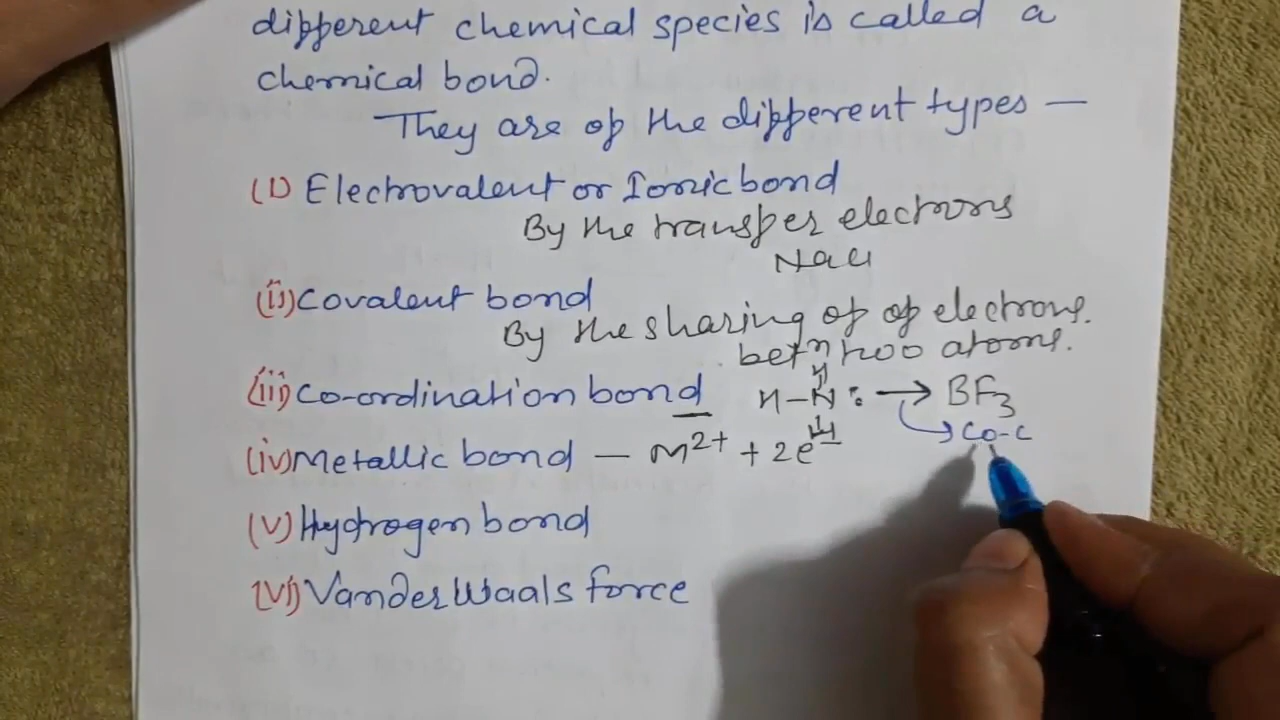 different chemical species is called a
chemical bond.
They are of the different types —
(I) Electrovalent or Ionic bond
By the transfer electrons
NaCl
(ii) Covalent bond
By the sharing of of electrons.
betn two atoms.
(iii) Co-ordination bond H-N: → BF3
H
H
Co-c
(iv) Metallic bond — M2+ + 2e-
(V) Hydrogen bond
(VI) Vander Waals force